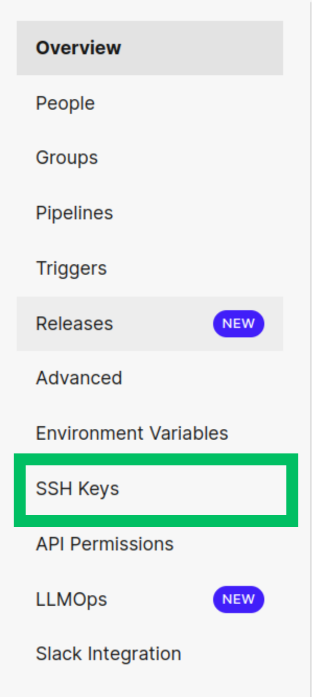 Overview
People
Groups
Pipelines
Triggers
Releases NEW
Advanced
Environment Variables
SSH Keys
API Permissions
LLMOps NEW
Slack Integration